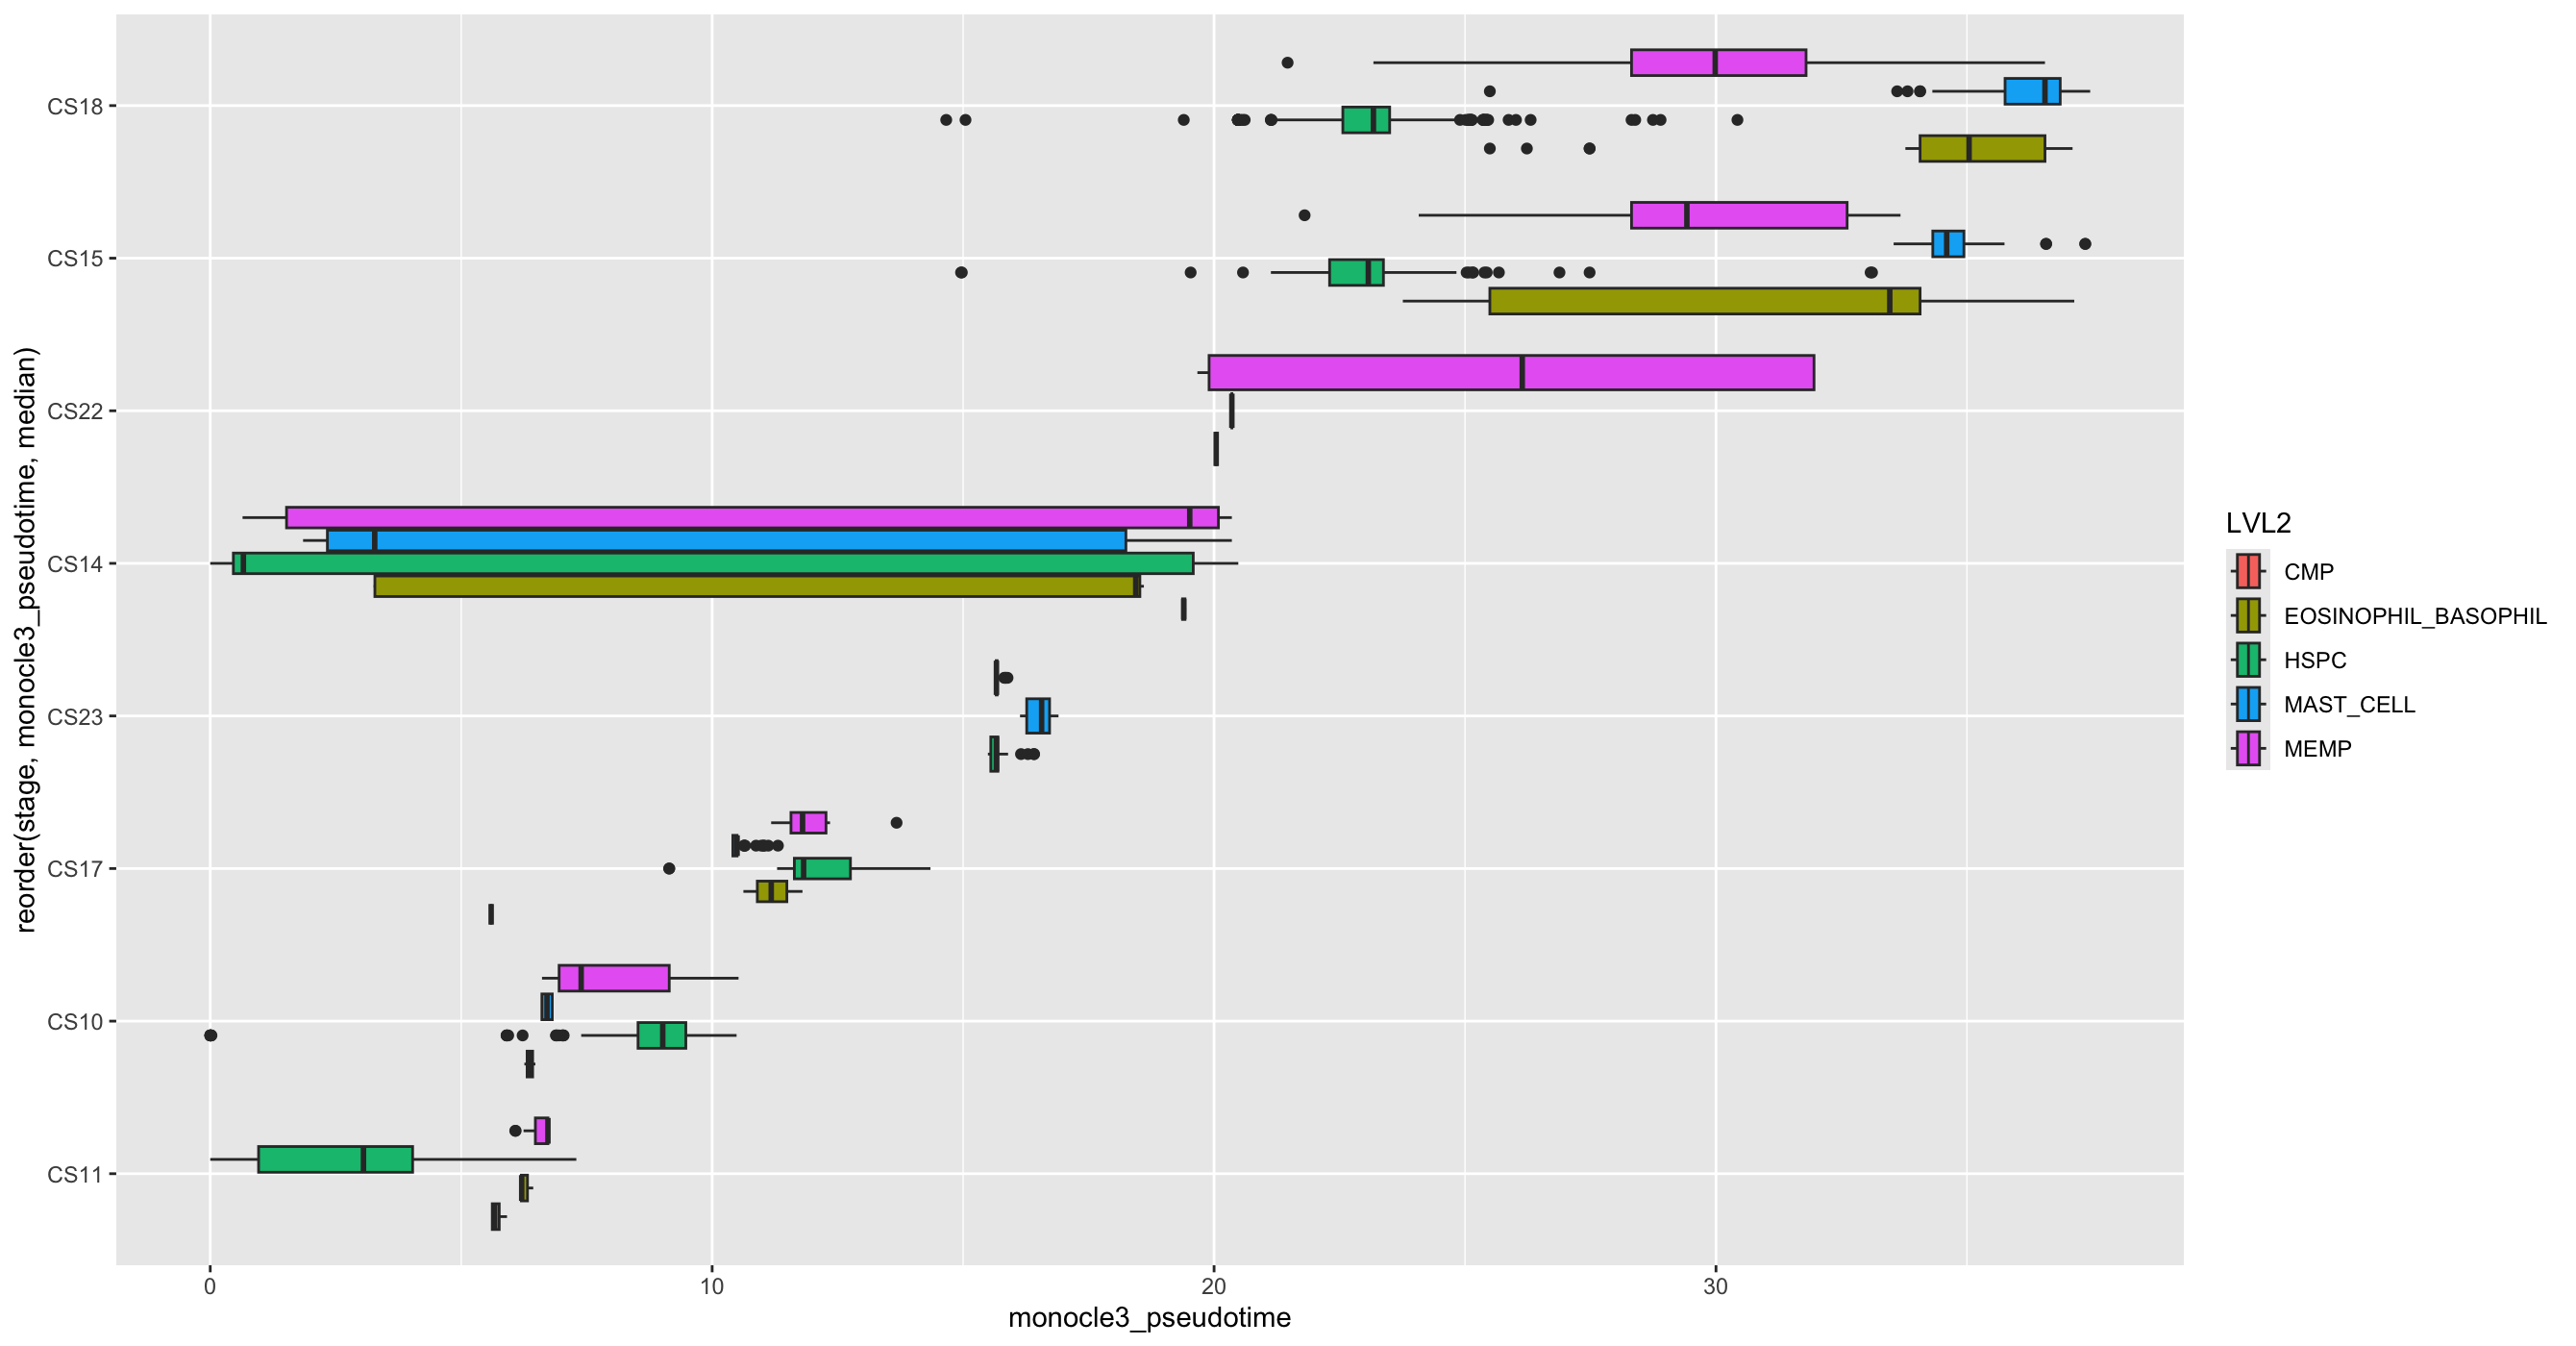 reorder(stage, monocle3_pseudotime, median)
CS18
CS15
CS22
CS14
CS23
CS17
CS10
CS11
0 10 20 30
monocle3_pseudotime
LVL2
CMP
EOSINOPHIL_BASOPHIL
HSPC
MAST_CELL
MEMP